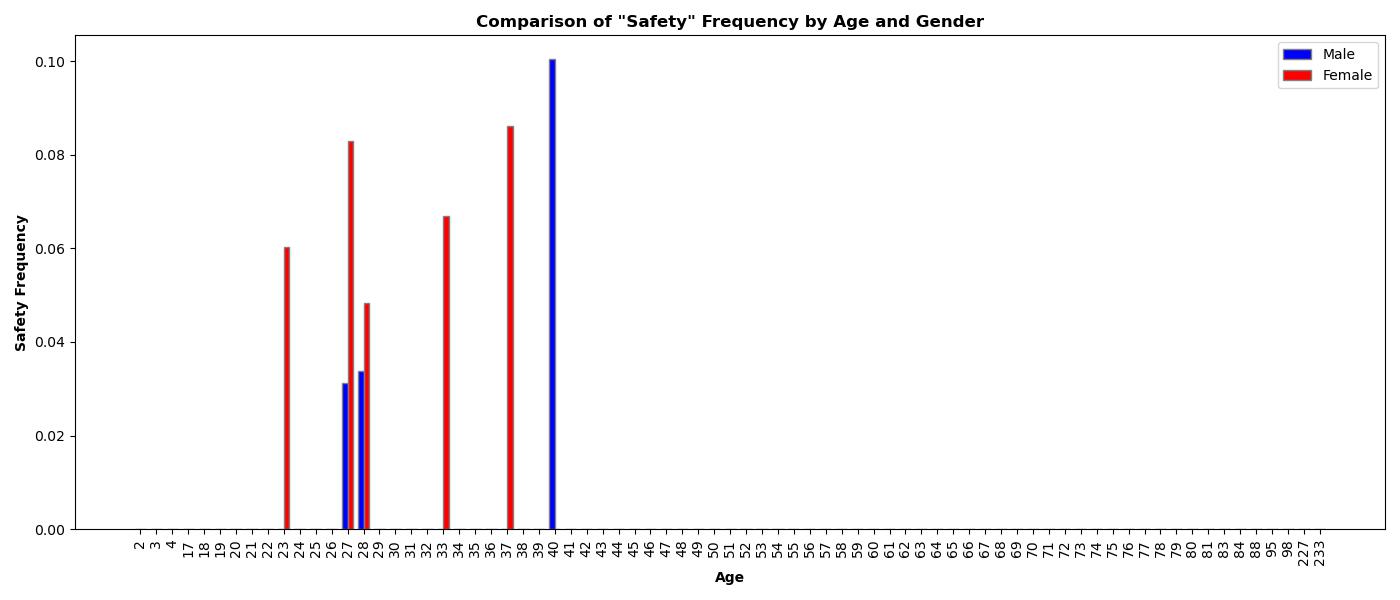 Comparison of "Safety" Frequency by Age and Gender
Male
Female
Safety Frequency
0.10
0.08
0.06
0.04
0.02
0.00
2 3 4 17 18 19 20 21 22 23 24 25 26 27 28 29 30 31 32 33 34 35 36 37 38 39 40 41 42 43 44 45 46 47 48 49 50 51 52 53 54 55 56 57 58 59 60 61 62 63 64 65 66 67 68 69 70 71 72 73 74 75 76 77 78 79 80 81 83 84 88 95 98 227 233
Age